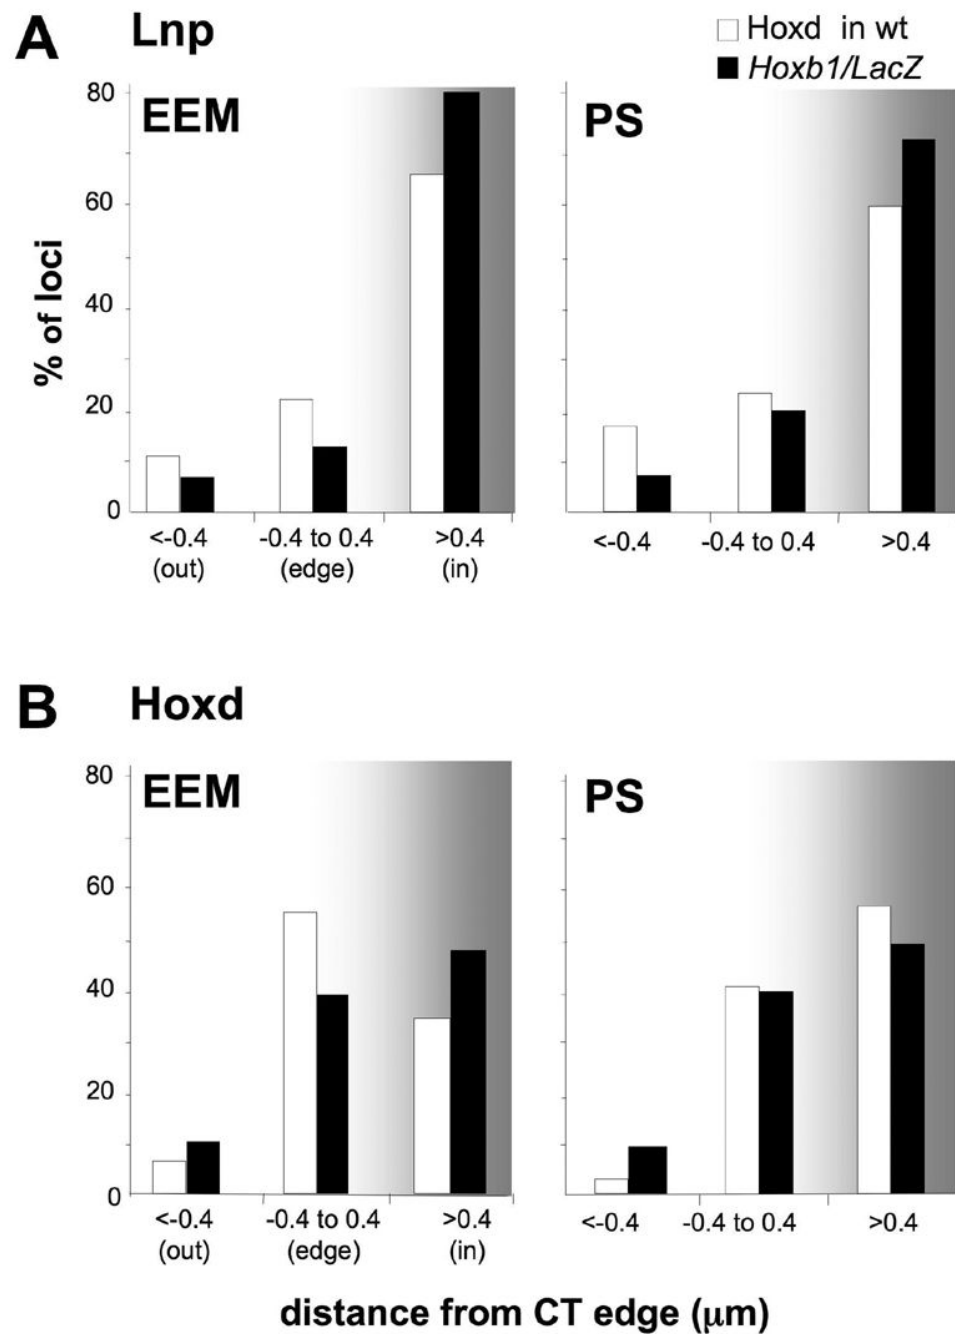 A Lnp
Hoxd in wt
Hoxb1/LacZ
EEM
PS
% of loci
80
60
40
20
0
<-0.4 -0.4 to 0.4 >0.4
(out) (edge) (in)
<-0.4 -0.4 to 0.4 >0.4
B Hoxd
EEM
PS
80
60
40
20
0
<-0.4 -0.4 to 0.4 >0.4
(out) (edge) (in)
<-0.4 -0.4 to 0.4 >0.4
distance from CT edge (μm)